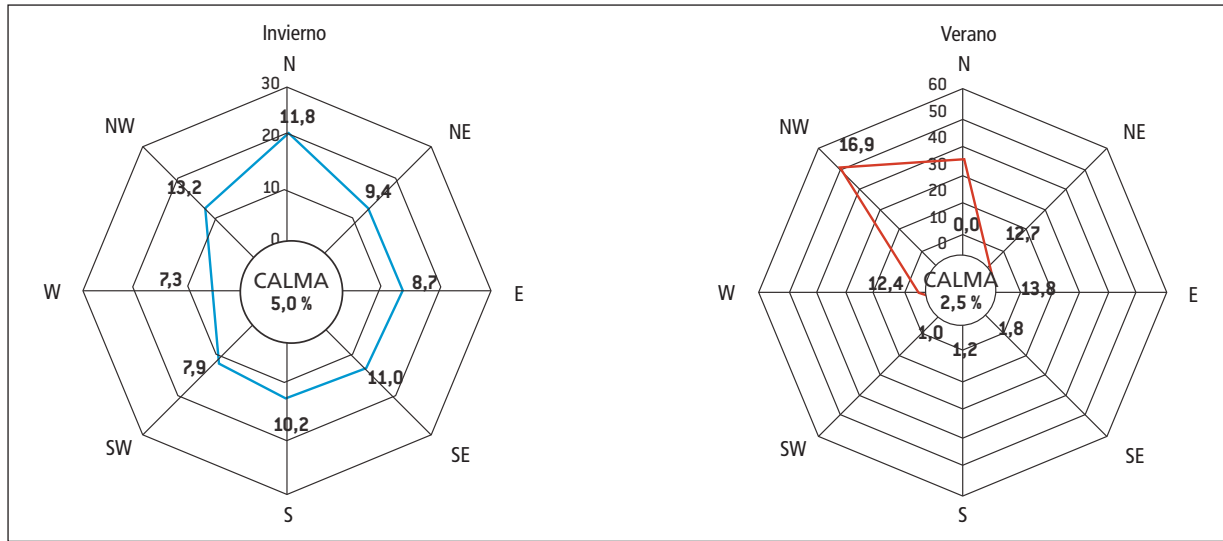 Invierno
N
30
11,8
NW
20
NE
13,2
10
9,4
0
W
7,3
CALMA
5,0 %
8,7
E
7,9
11,0
10,2
SW
SE
S
Verano
N
60
50
NW
16,9
40
NE
30
20
10
0,0
12,7
0
W
12,4
CALMA
2,5 %
13,8
E
1,0
1,2
1,8
SW
SE
S